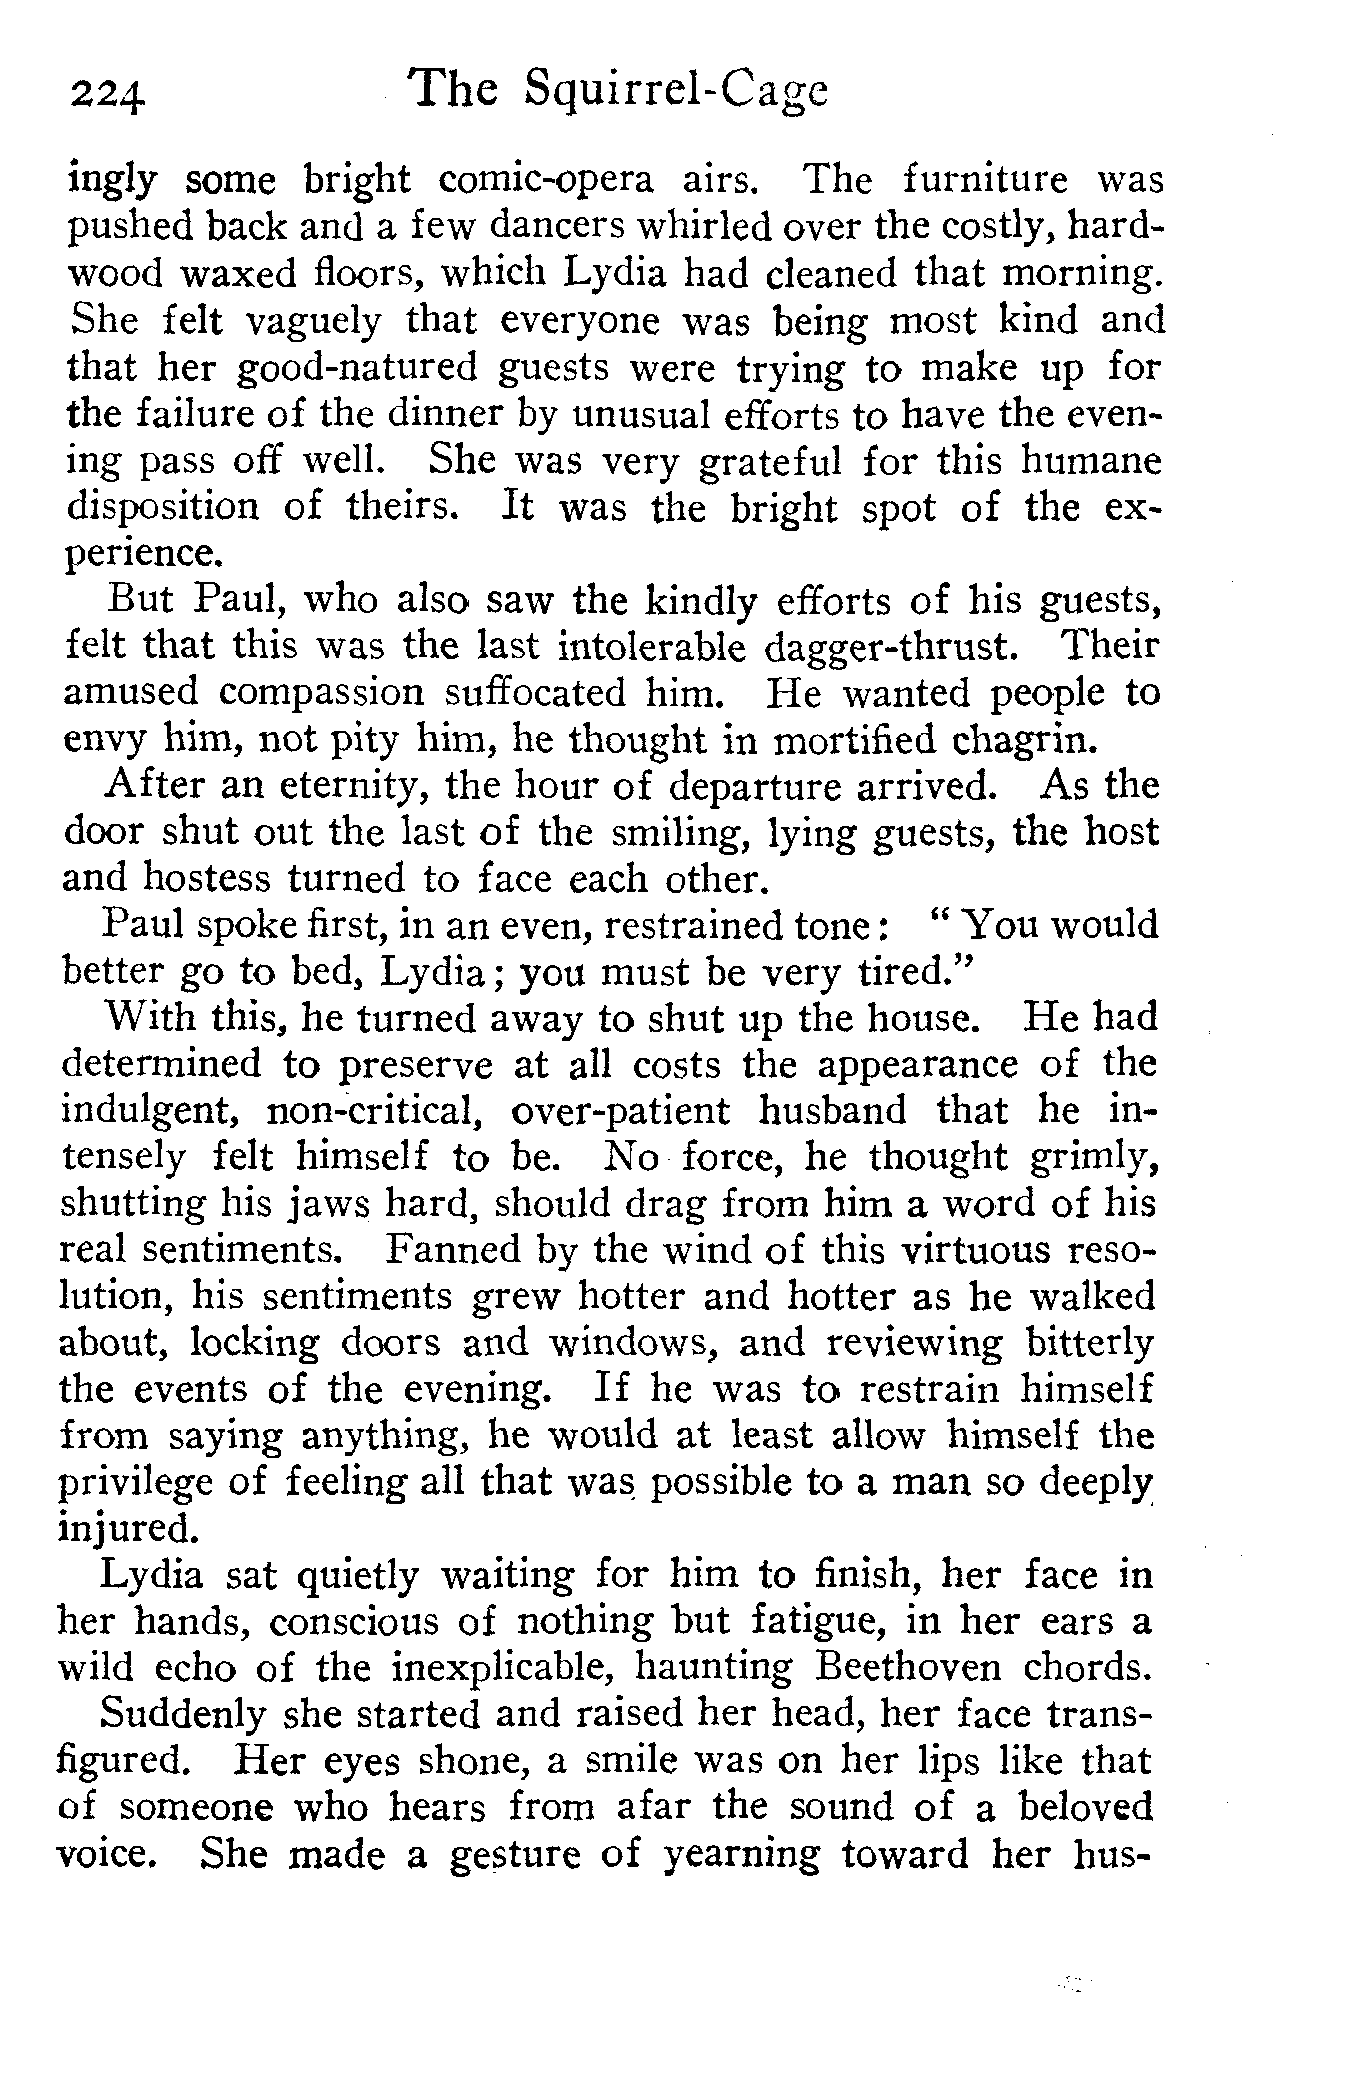 224 The Squirrel-Cage
ingly some bright comic-opera airs. The furniture was
pushed back and a few dancers whirled over the costly, hard-
wood waxed floors, which Lydia had cleaned that morning.
She felt vaguely that everyone was being most kind and
that her good-natured guests were trying to make up for
the failure of the dinner by unusual efforts to have the even-
ing pass off well. She was very grateful for this humane
disposition of theirs. It was the bright spot of the ex-
perience.
But Paul, who also saw the kindly efforts of his guests,
felt that this was the last intolerable dagger-thrust. Their
amused compassion suffocated him. He wanted people to
envy him, not pity him, he thought in mortified chagrin.
After an eternity, the hour of departure arrived. As the
door shut out the last of the smiling, lying guests, the host
and hostess turned to face each other.
Paul spoke first, in an even, restrained tone: "You would
better go to bed, Lydia; you must be very tired."
With this, he turned away to shut up the house. He had
determined to preserve at all costs the appearance of the
indulgent, non-critical, over-patient husband that he in-
tensely felt himself to be. No force, he thought grimly,
shutting his jaws hard, should drag from him a word of his
real sentiments. Fanned by the wind of this virtuous reso-
lution, his sentiments grew hotter and hotter as he walked
about, locking doors and windows, and reviewing bitterly
the events of the evening. If he was to restrain himself
from saying anything, he would at least allow himself the
privilege of feeling all that was possible to a man so deeply
injured.
Lydia sat quietly waiting for him to finish, her face in
her hands, conscious of nothing but fatigue, in her ears a
wild echo of the inexplicable, haunting Beethoven chords.
Suddenly she started and raised her head, her face trans-
figured. Her eyes shone, a smile was on her lips like that
of someone who hears from afar the sound of a beloved
voice. She made a gesture of yearning toward her hus-